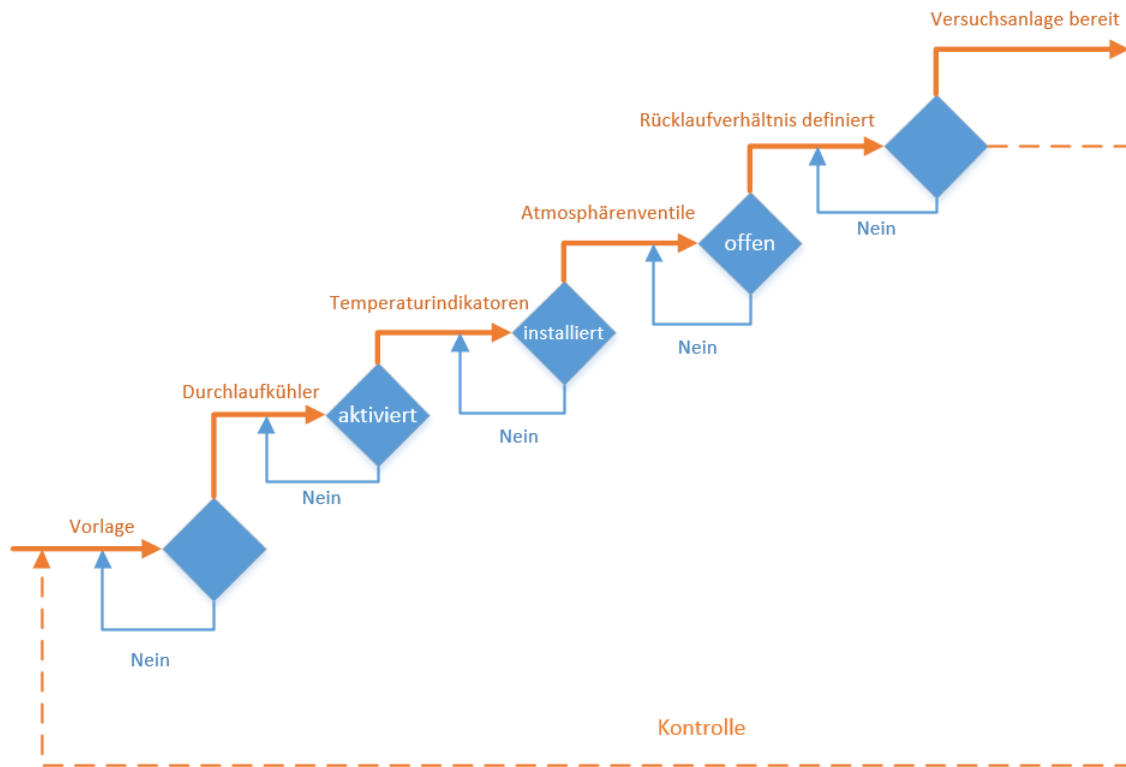 Versuchsanlage bereit
Rücklaufverhältnis definiert
Nein
Atmosphärenventile
offen
Nein
Temperaturindikatoren
installiert
Nein
Durchlaufkühler
aktiviert
Nein
Vorlage
Nein
Kontrolle